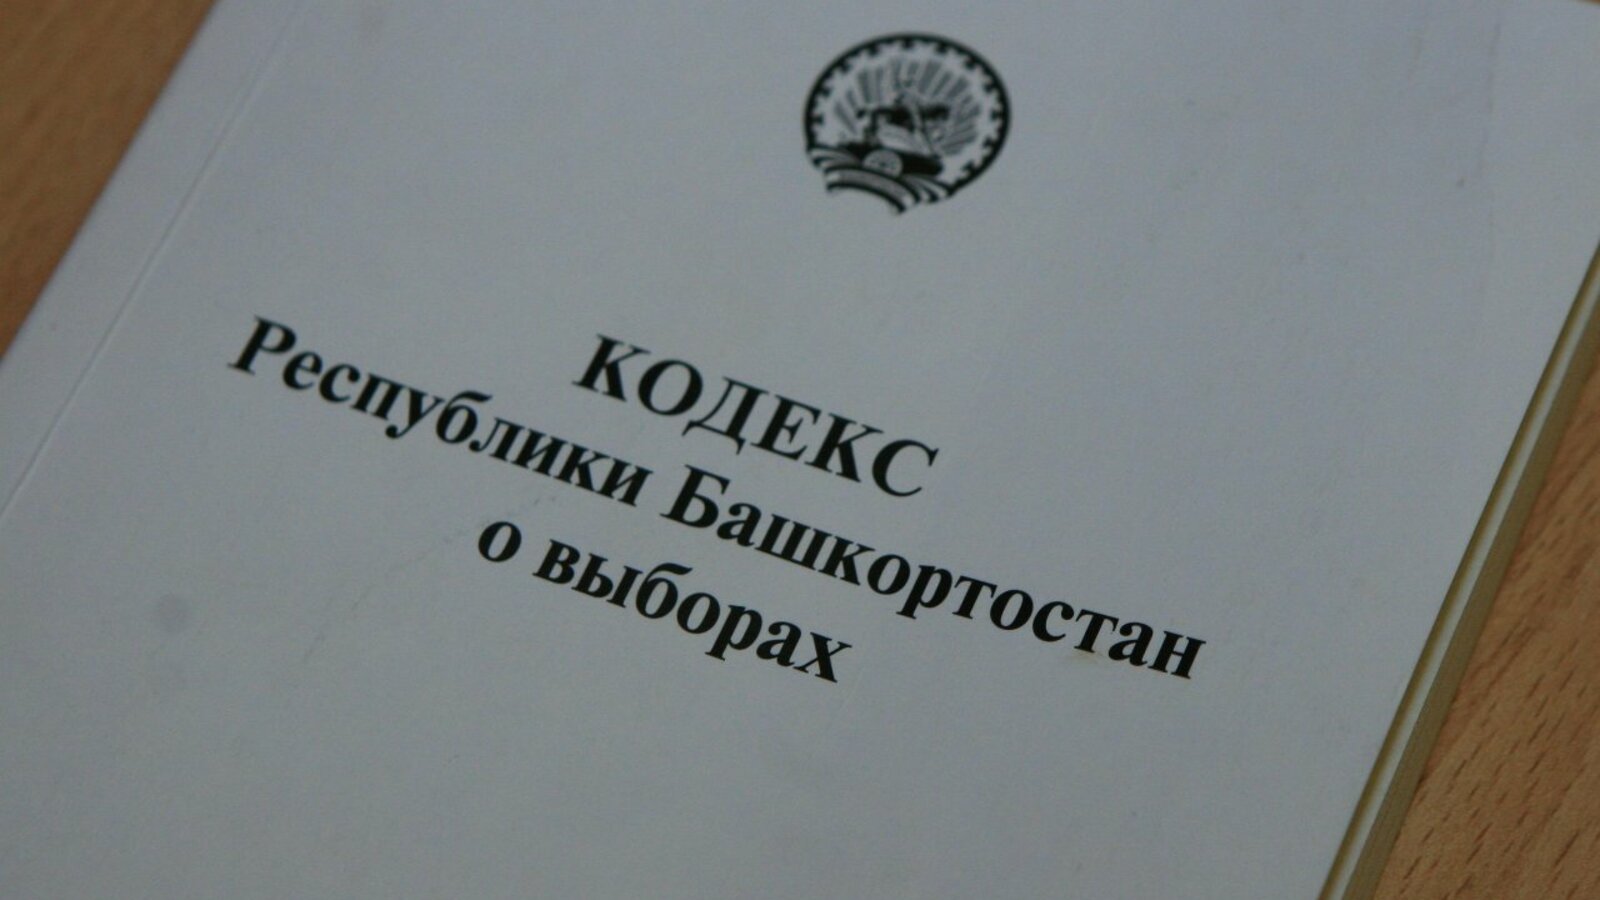 КОДЕКС
Республики Башкортостан
о выборах